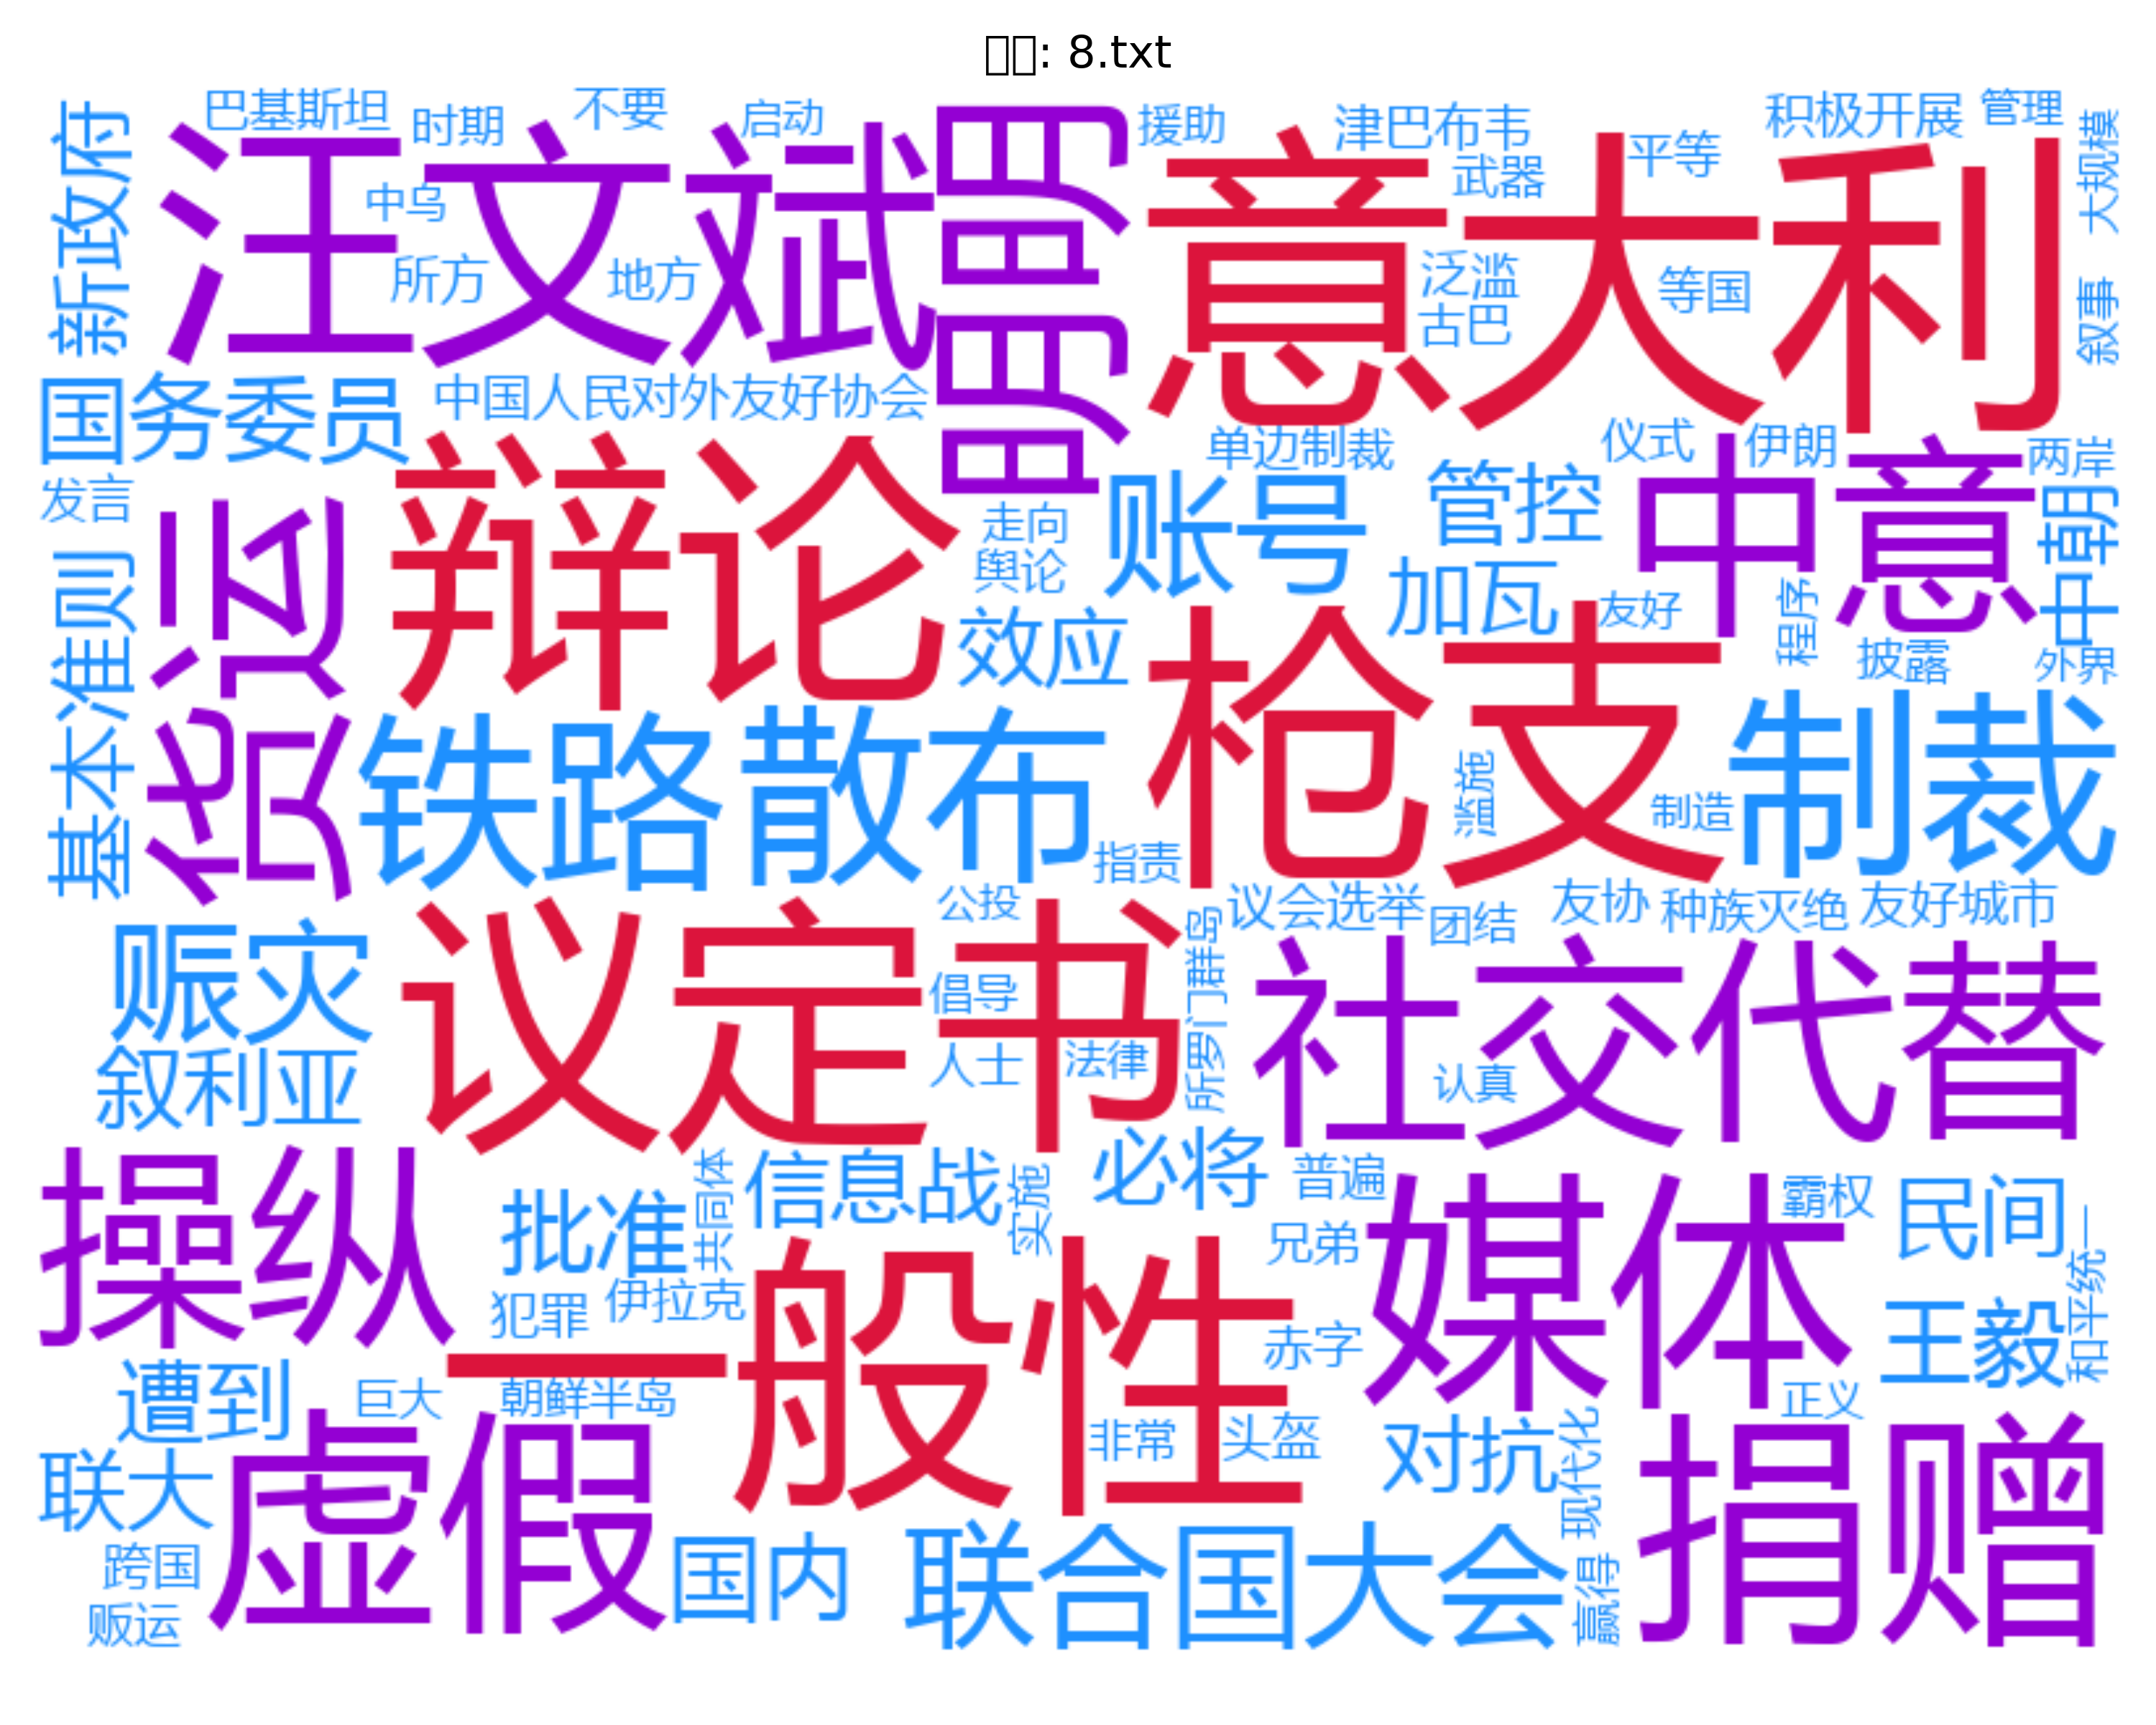 □□: 8.txt
巴基斯坦
时期
不要
启动
援助
津巴布韦
积极开展
管理
新政府
汪文斌
明明
意大利
武器
平等
大规模
中乌
所方
地方
泛滥
古巴
等国
叙事
国务委员
中国人民对外友好协会
单边制裁
仪式
伊朗
两岸
发言
货运
辩论
走向
舆论
账号
管控
中意
中朝
加瓦
友好
程序
披露
外界
基本准则
效应
枪支
铁路
散布
滥施
制造
制裁
指责
公投
议会选举
团结
友协
种族灭绝
友好城市
赈灾
议定书
倡导
所罗门群岛
社交
代替
叙利亚
人士
法律
认真
操纵
批准
共同体
信息战
实施
必将
普遍
媒体
霸权
民间
兄弟
犯罪
伊拉克
一般性
赤字
王毅
和平统一
遭到
巨大
朝鲜半岛
正义
联大
虚假
非常
头盔
对抗
现代化
捐赠
跨国
国内
联合国大会
赢得
贩运